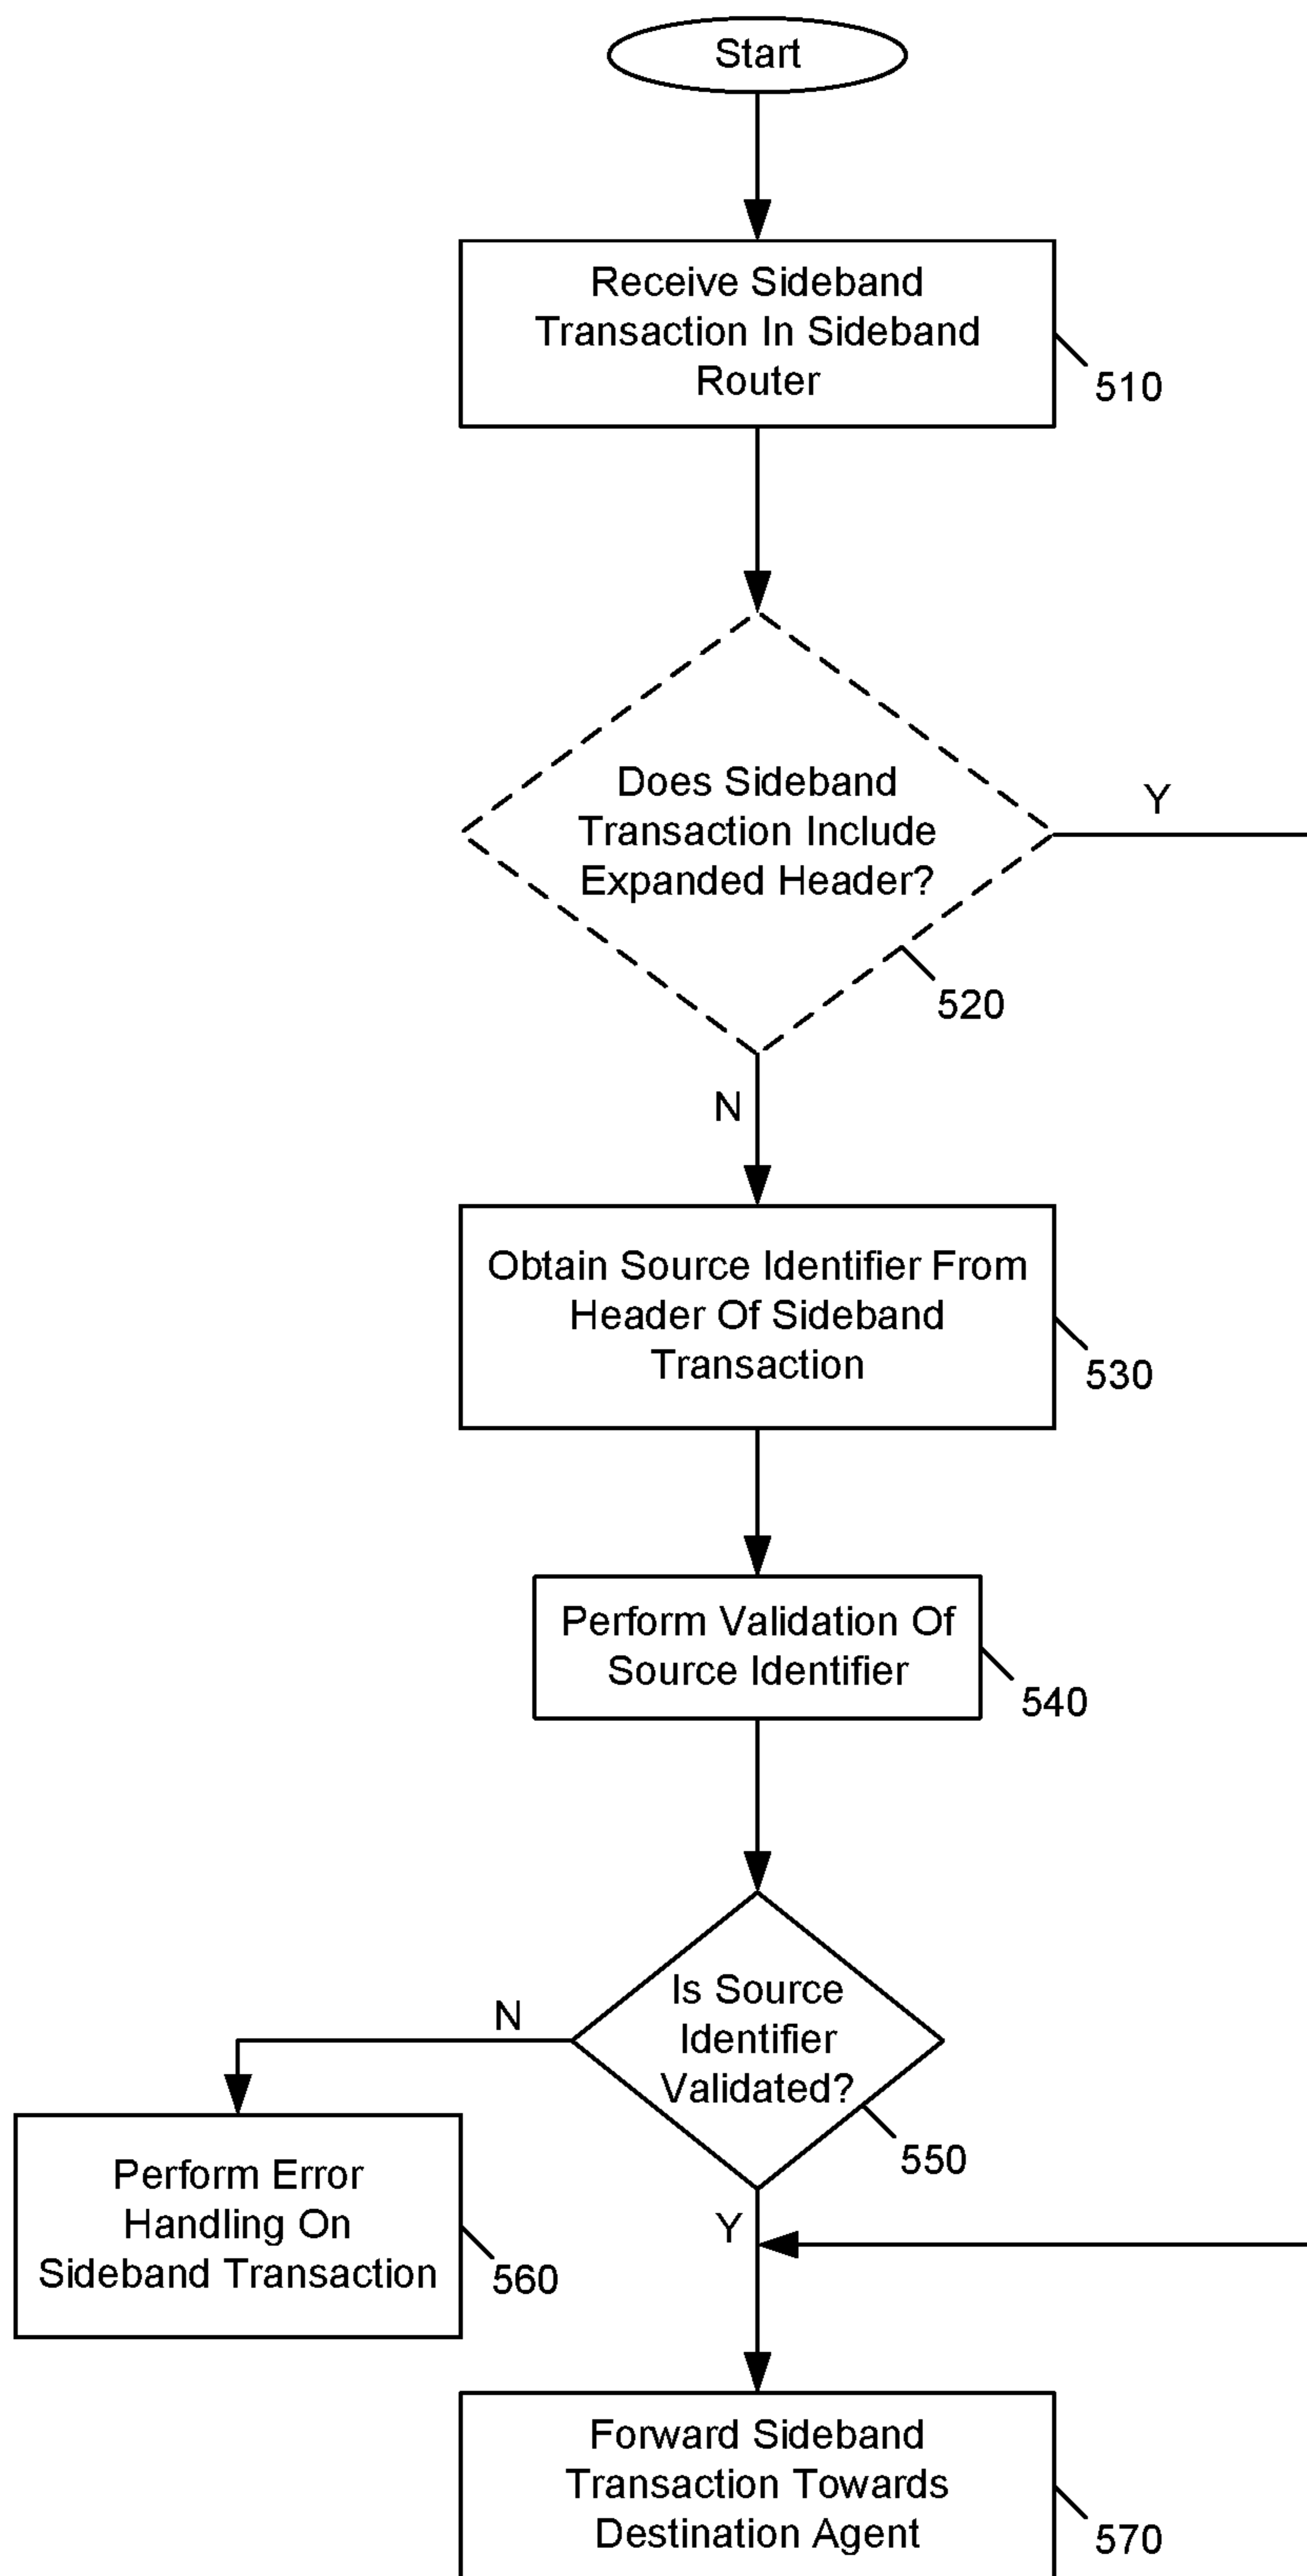 Start
Receive Sideband
Transaction In Sideband
Router
510
Does Sideband
Transaction Include
Expanded Header?
Y
520
N
Obtain Source Identifier From
Header Of Sideband
Transaction
530
Perform Validation Of
Source Identifier
540
Is Source
Identifier
Validated?
N
550
Y
Perform Error
Handling On
Sideband Transaction
560
Forward Sideband
Transaction Towards
Destination Agent
570